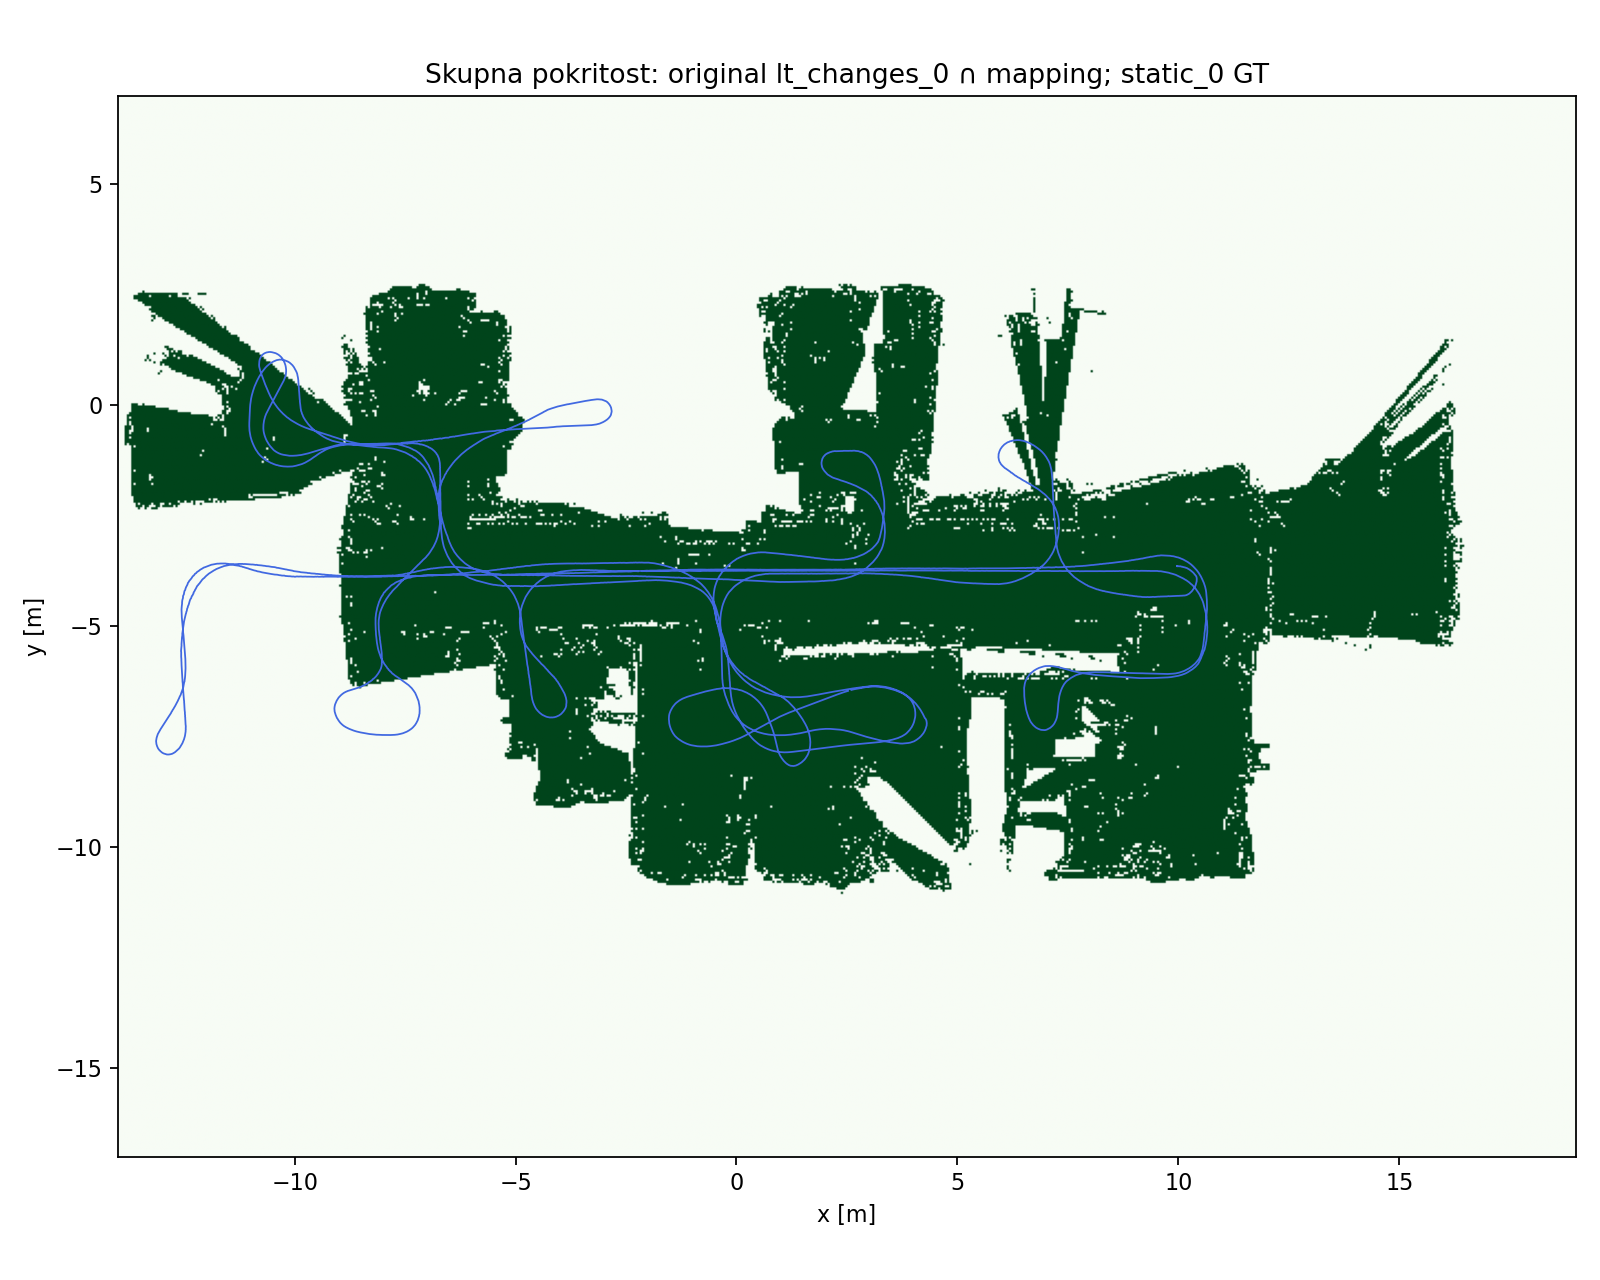 Skupna pokritost: original lt_changes_0 ∩ mapping; static_0 GT
5
0
−5
−10
−15
y [m]
−10 −5 0 5 10 15
x [m]